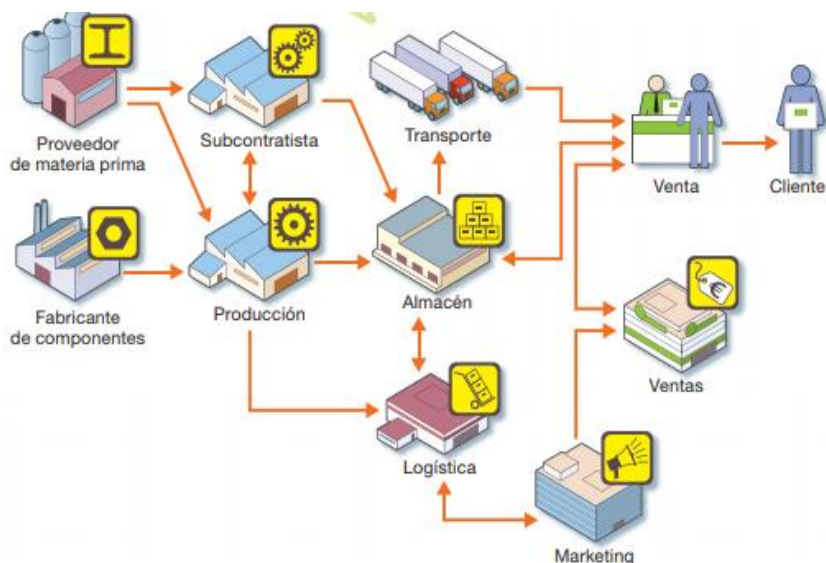 Proveedor
de materia prima
Subcontratista
Transporte
Venta
Cliente
Fabricante
de componentes
Producción
Almacén
€
Ventas
Logística
Marketing